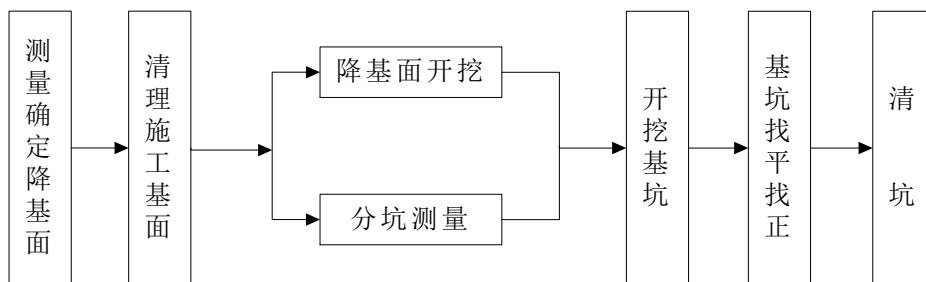 测量确定降基面
清理施工基面
降基面开挖
分坑测量
开挖基坑
基坑找平找正
清坑